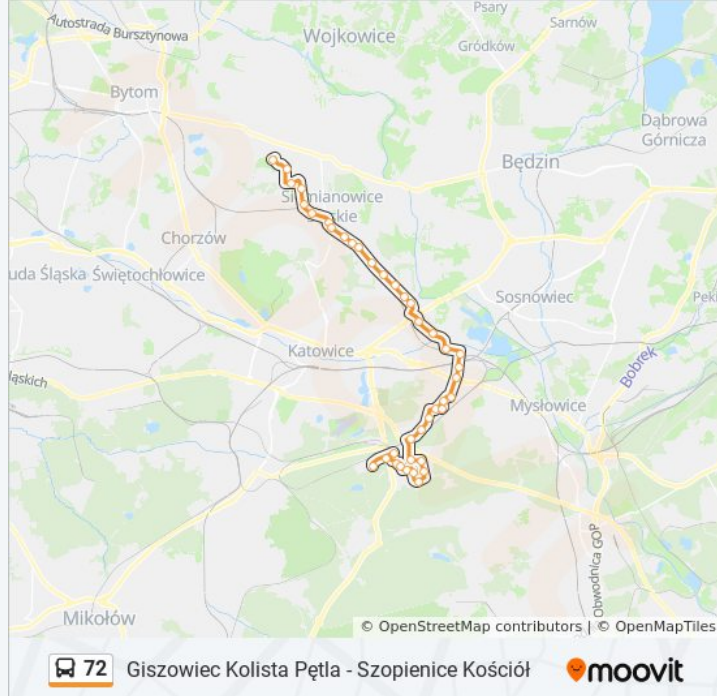 Psary
Sarnów
Autostrada Bursztynowa
Wojkowice
Gródków
Bytom
Dąbrowa
Górnicza
Będzin
Chorzów
uda Śląska Świętochłowice
Sosnowiec
Katowice
ląskich
Bobrek
Mysłowice
Obwodnica GOP
Mikołów
© OpenStreetMap contributors | © OpenMapTiles
72 Giszowiec Kolista Pętla - Szopienice Kościół
moovit